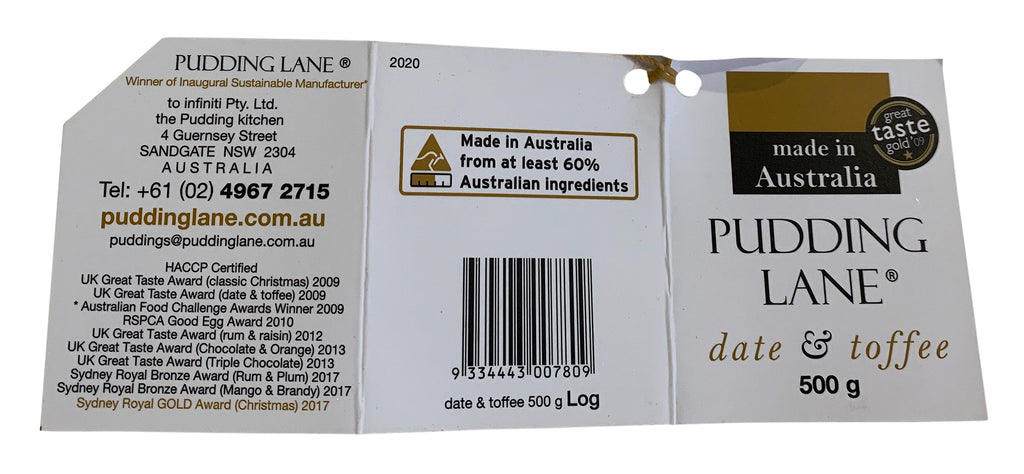 PUDDING LANE ®
Winner of Inaugural Sustainable Manufacturer*
to infiniti Pty. Ltd.
the Pudding kitchen
4 Guernsey Street
SANDGATE NSW 2304
AUSTRALIA
Tel: +61 (02) 4967 2715
puddinglane.com.au
puddings@puddinglane.com.au
HACCP Certified
UK Great Taste Award (classic Christmas) 2009
UK Great Taste Award (date & toffee) 2009
* Australian Food Challenge Awards Winner 2009
RSPCA Good Egg Award 2010
UK Great Taste Award (rum & raisin) 2012
UK Great Taste Award (Chocolate & Orange) 2013
UK Great Taste Award (Triple Chocolate) 2013
Sydney Royal Bronze Award (Rum & Plum) 2017
Sydney Royal Bronze Award (Mango & Brandy) 2017
Sydney Royal GOLD Award (Christmas) 2017
2020
Made in Australia
from at least 60%
Australian ingredients
9 334443 007809
date & toffee 500 g Log
great
taste
gold '09
made in
Australia
PUDDING
LANE®
date & toffee
500 g